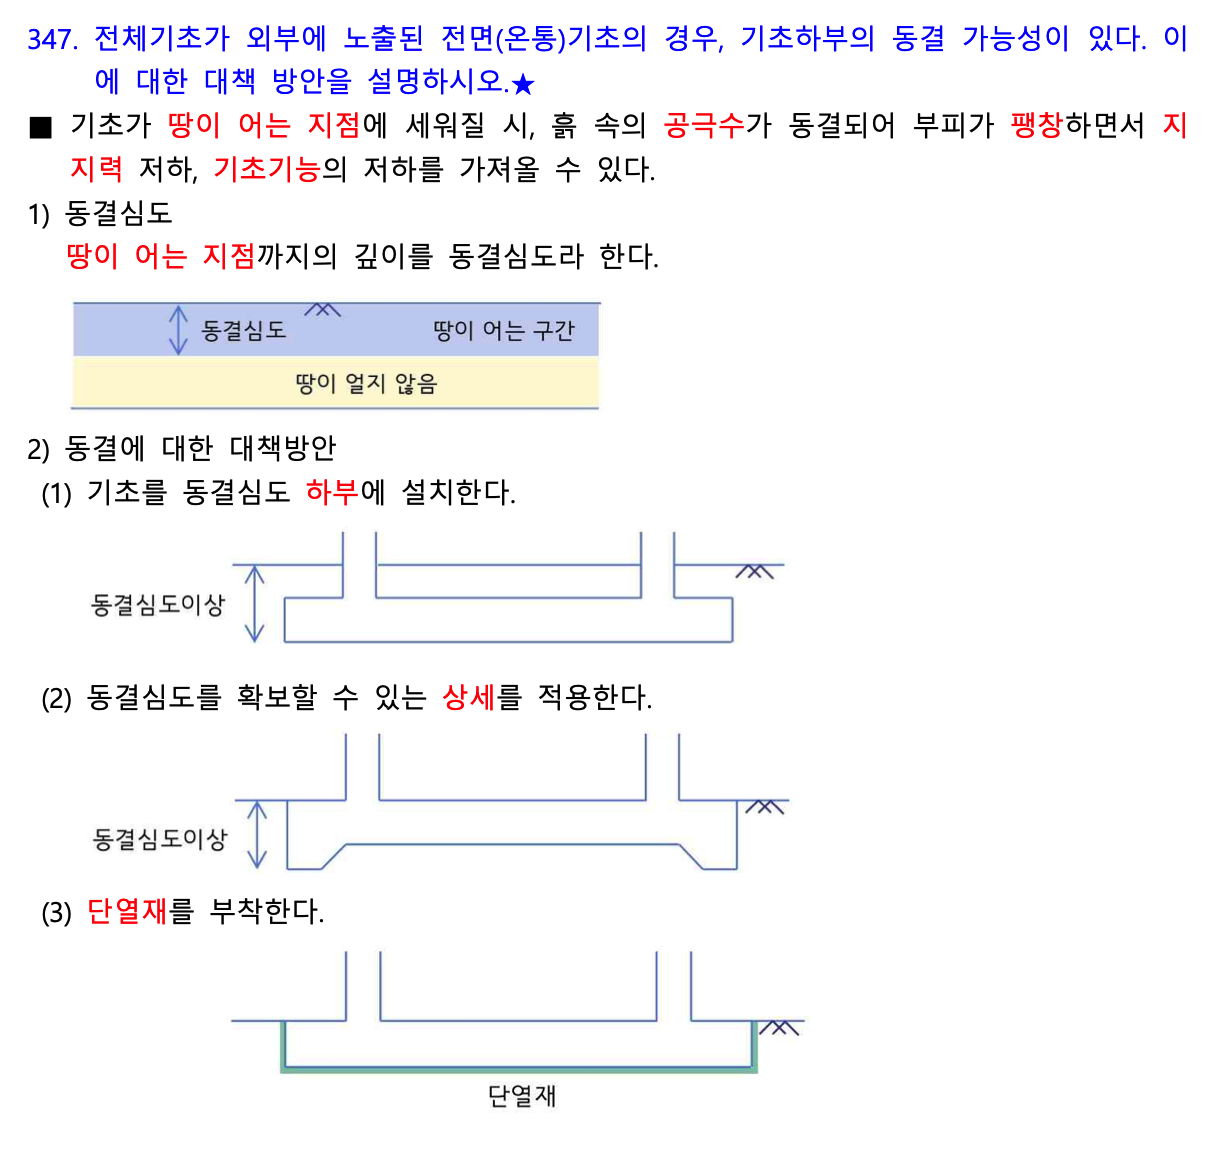 347. 전체기초가 외부에 노출된 전면(온통)기초의 경우, 기초하부의 동결 가능성이 있다. 이
에 대한 대책 방안을 설명하시오.★
■ 기초가 땅이 어는 지점에 세워질 시, 흙 속의 공극수가 동결되어 부피가 팽창하면서 지
지력 저하, 기초기능의 저하를 가져올 수 있다.
1) 동결심도
땅이 어는 지점까지의 깊이를 동결심도라 한다.
동결심도 땅이 어는 구간
땅이 얼지 않음
2) 동결에 대한 대책방안
(1) 기초를 동결심도 하부에 설치한다.
동결심도이상
(2) 동결심도를 확보할 수 있는 상세를 적용한다.
동결심도이상
(3) 단열재를 부착한다.
단열재